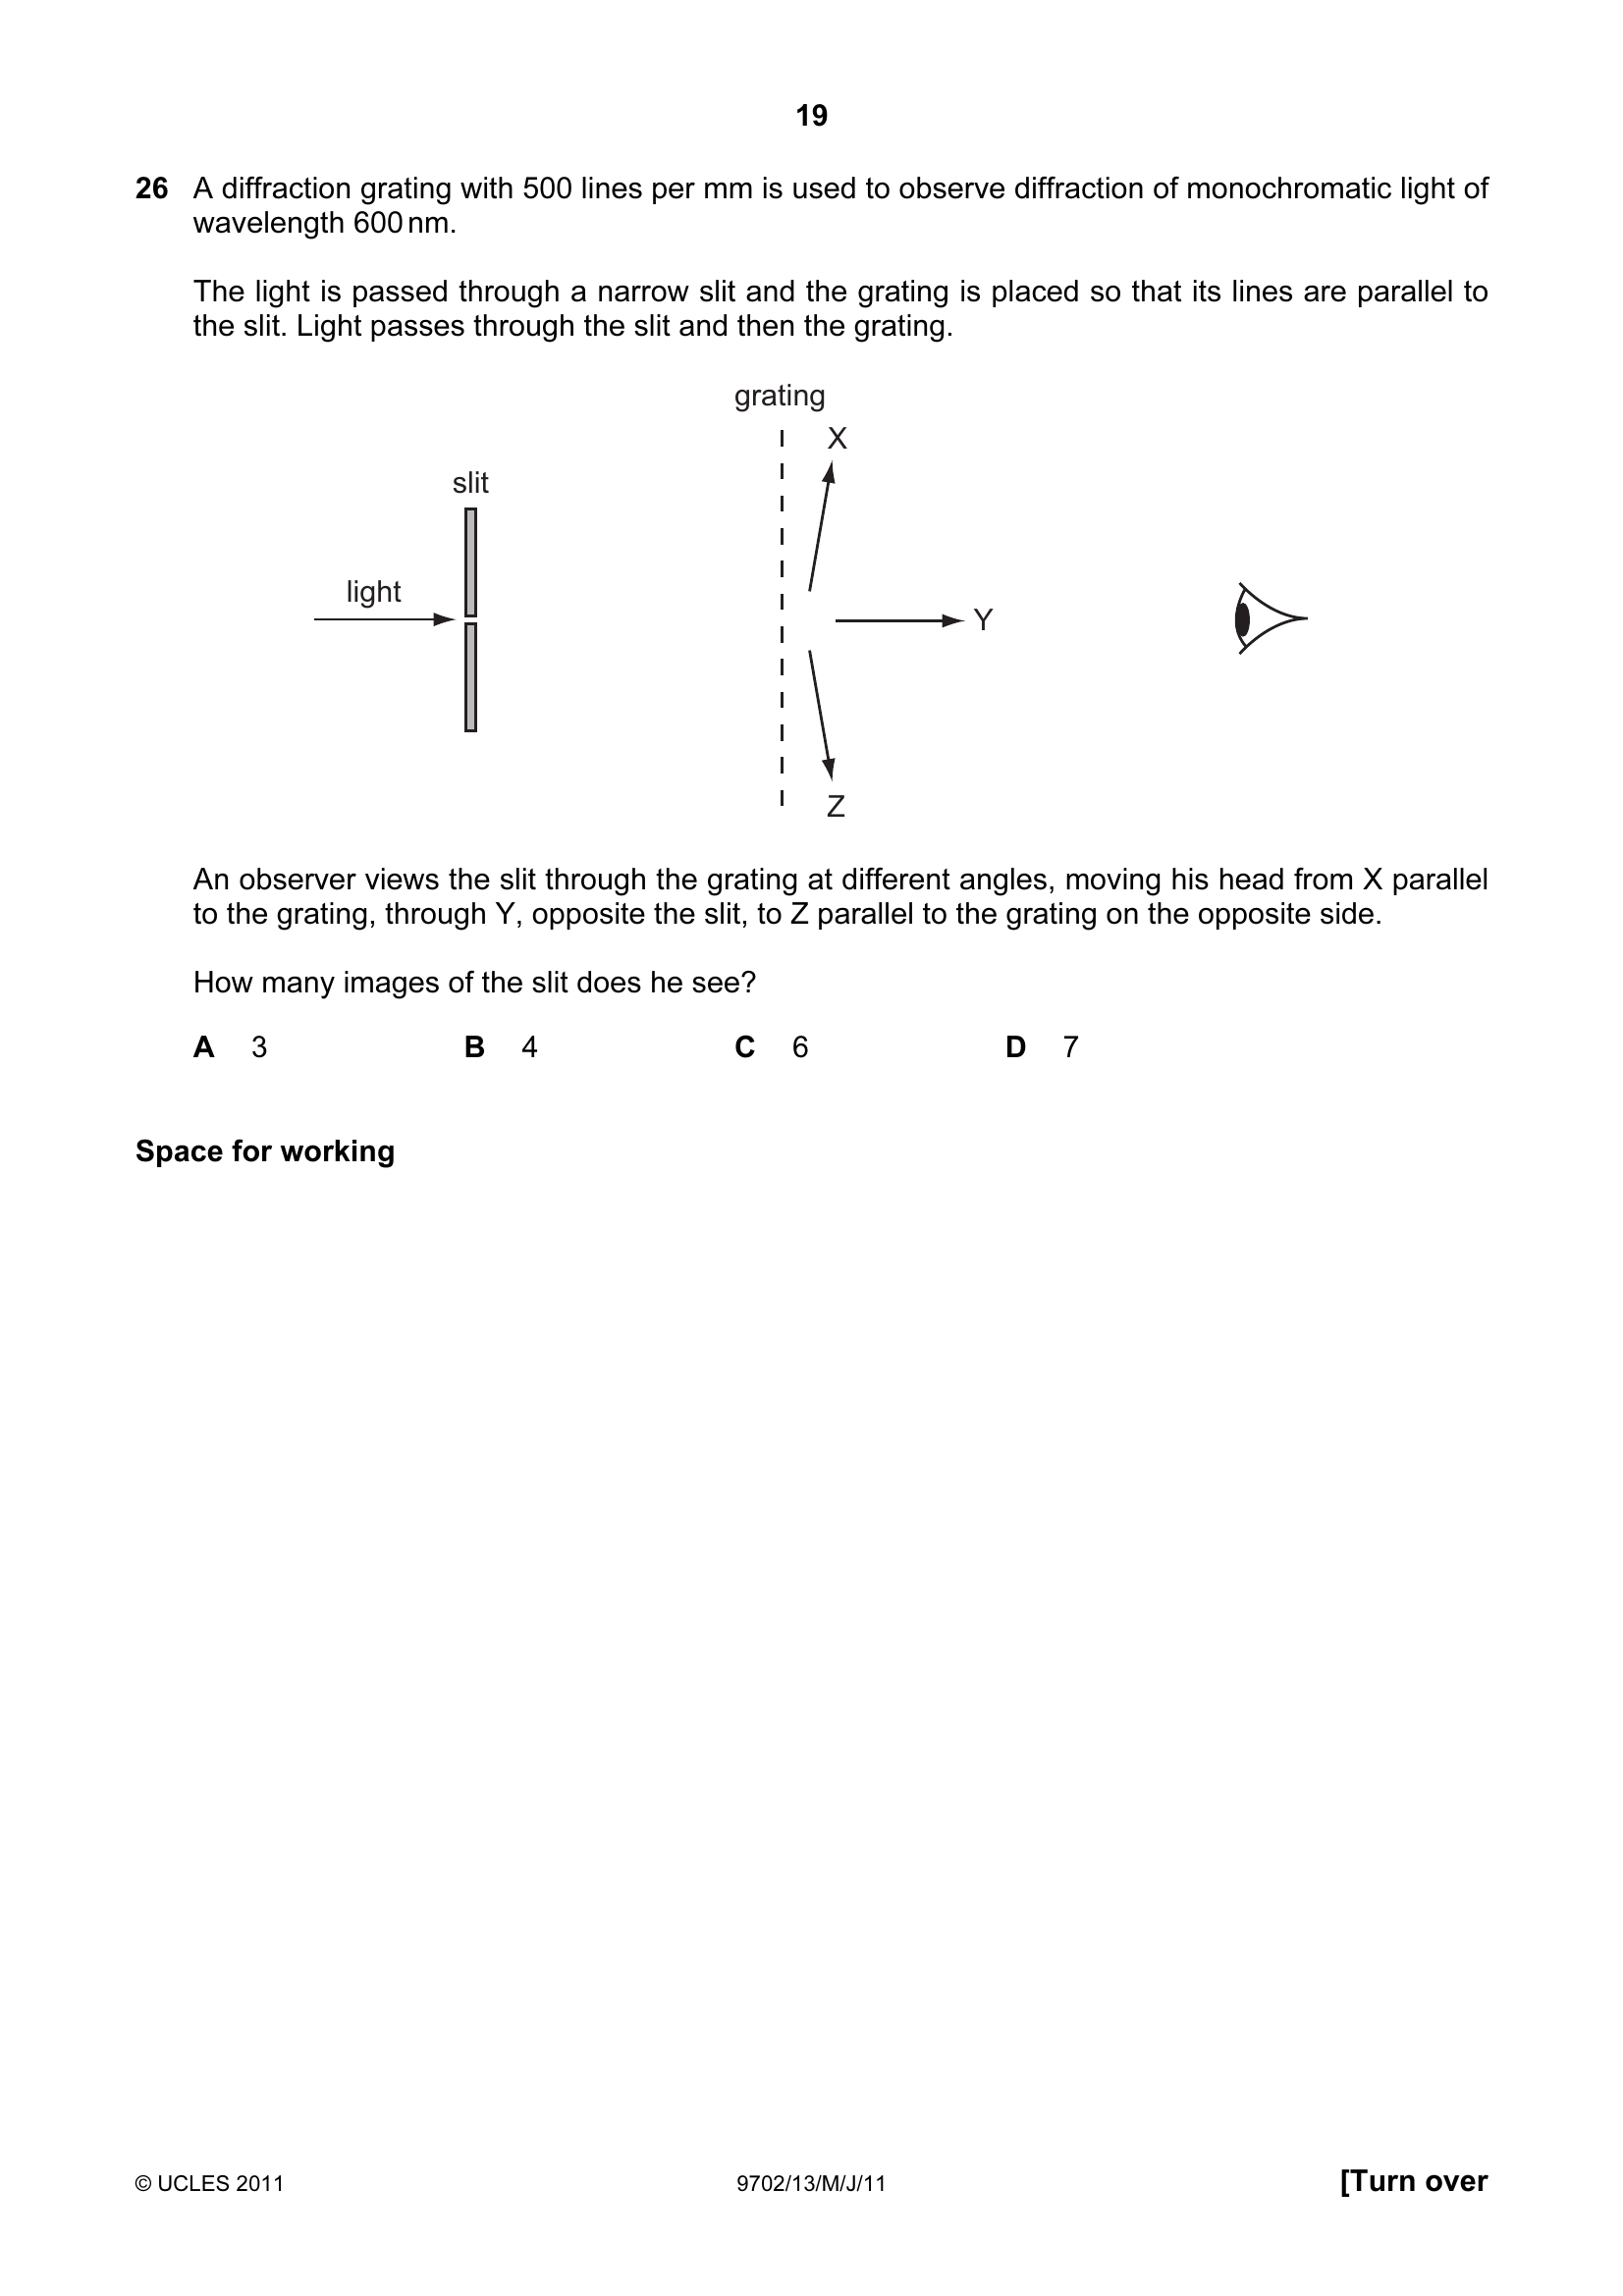 19
26 A diffraction grating with 500 lines per mm is used to observe diffraction of monochromatic light of
wavelength 600 nm.
The light is passed through a narrow slit and the grating is placed so that its lines are parallel to
the slit. Light passes through the slit and then the grating.
grating
X
slit
light
Y
Z
An observer views the slit through the grating at different angles, moving his head from X parallel
to the grating, through Y, opposite the slit, to Z parallel to the grating on the opposite side.
How many images of the slit does he see?
A 3 B 4 C 6 D 7
Space for working
© UCLES 2011 9702/13/M/J/11 [Turn over